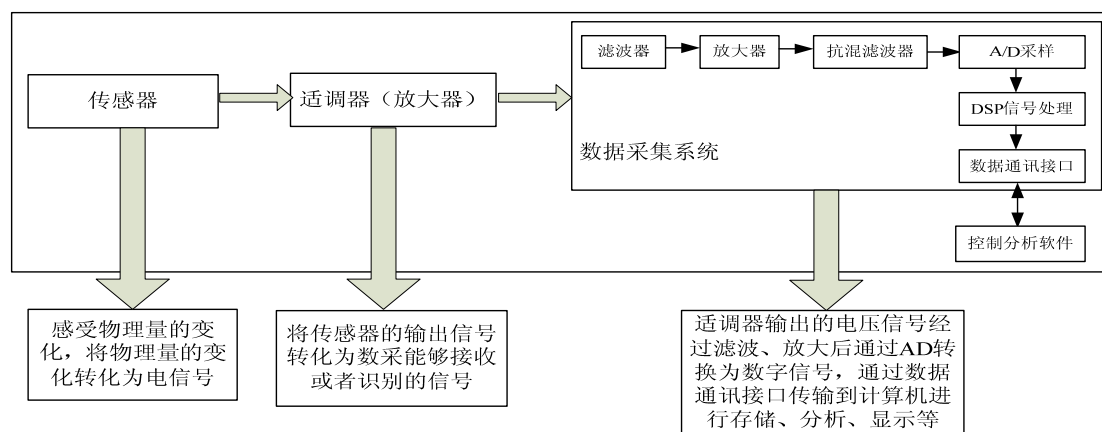 滤波器
放大器
抗混滤波器
A/D采样
传感器
适调器（放大器）
DSP信号处理
数据采集系统
数据通讯接口
控制分析软件
感受物理量的变
化，将物理量的变
化转化为电信号
将传感器的输出信号
转化为数采能够接收
或者识别的信号
适调器输出的电压信号经
过滤波、放大后通过AD转
换为数字信号，通过数据
通讯接口传输到计算机进
行存储、分析、显示等